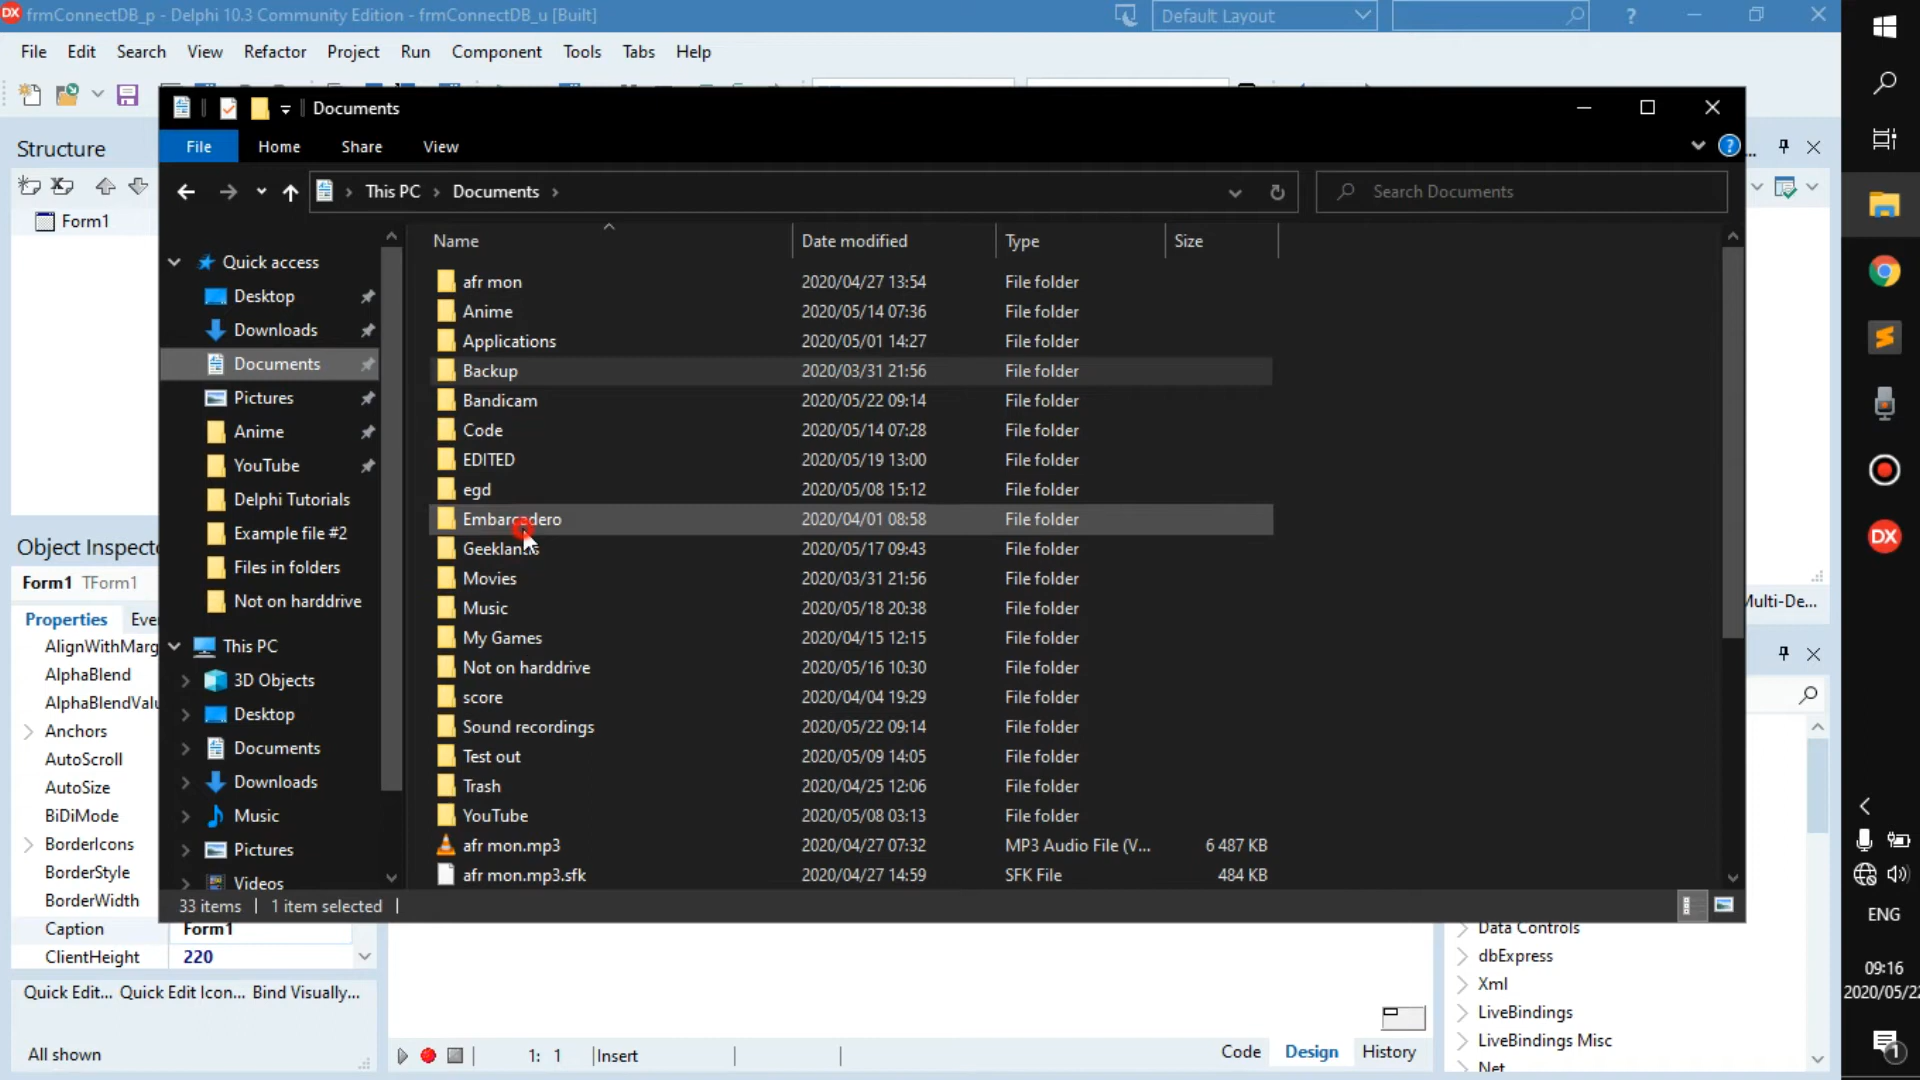 frmConnectDB_p - Delphi 10.3 Community Edition - frmConnectDB_u [Built]
Default Layout
?
File Edit Search View Refactor Project Run Component Tools Tabs Help
Documents
File Home Share View
?
This PC > Documents >
Search Documents
Structure
Form1
Name Date modified Type Size
Quick access
Desktop
Downloads
Documents
Pictures
Anime
YouTube
Delphi Tutorials
Example file #2
Files in folders
Not on harddrive
This PC
3D Objects
Desktop
Documents
Downloads
Music
Pictures
Videos
afr mon 2020/04/27 13:54 File folder
Anime 2020/05/14 07:36 File folder
Applications 2020/05/01 14:27 File folder
Backup 2020/03/31 21:56 File folder
Bandicam 2020/05/22 09:14 File folder
Code 2020/05/14 07:28 File folder
EDITED 2020/05/19 13:00 File folder
egd 2020/05/08 15:12 File folder
Embarcadero 2020/04/01 08:58 File folder
2020/05/17 09:43 File folder
Movies 2020/03/31 21:56 File folder
Music 2020/05/18 20:38 File folder
My Games 2020/04/15 12:15 File folder
Not on harddrive 2020/05/16 10:30 File folder
score 2020/04/04 19:29 File folder
Sound recordings 2020/05/22 09:14 File folder
Test out 2020/05/09 14:05 File folder
Trash 2020/04/25 12:06 File folder
YouTube 2020/05/08 03:13 File folder
afr mon.mp3 2020/04/27 07:32 MP3 Audio File (V... 6 487 KB
afr mon.mp3.sfk 2020/04/27 14:59 SFK File 484 KB
33 items | 1 item selected |
Object Inspecto
Form1 TForm1
Properties Eve
AlignWithMarg
AlphaBlend
AlphaBlendValu
Anchors
AutoScroll
AutoSize
BiDiMode
BorderIcons
BorderStyle
BorderWidth
Caption Form1
ClientHeight 220
Quick Edit... Quick Edit Icon... Bind Visually...
All shown
1: 1 Insert
Code Design History
Multi-De...
Data Controls
dbExpress
Xml
LiveBindings
LiveBindings Misc
Net
DX
DX
ENG
09:16
2020/05/22
1